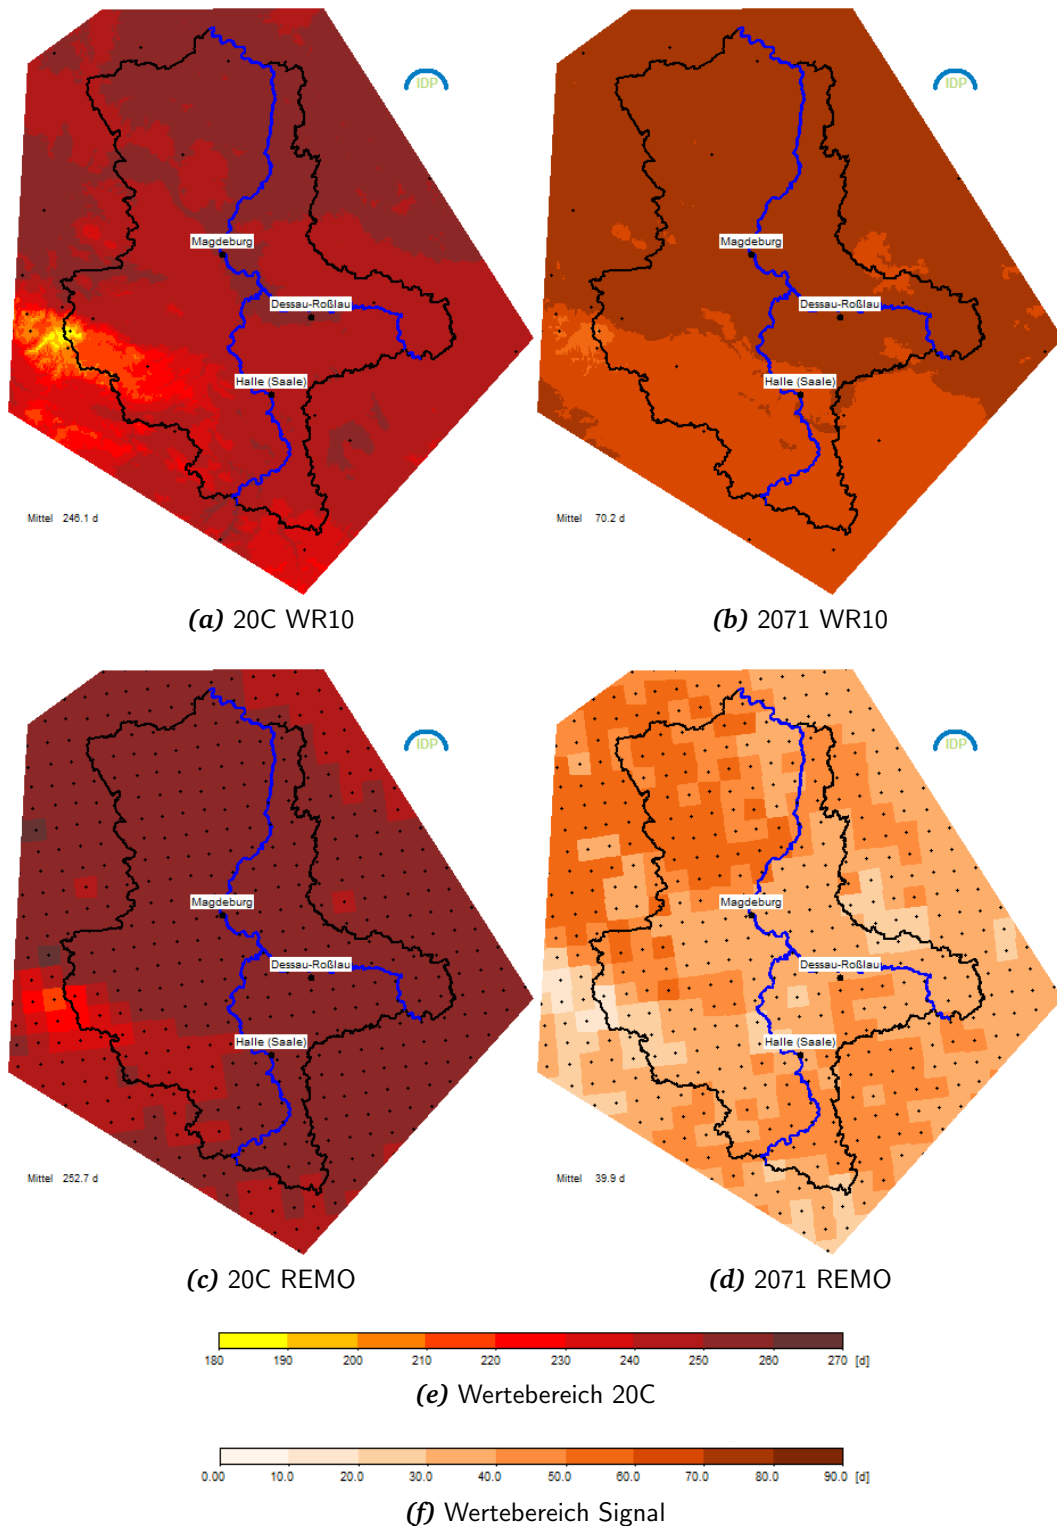 IDP
IDP
Magdeburg
Magdeburg
Dessau-Roßlau
Dessau-Roßlau
Halle (Saale)
Halle (Saale)
Mittel 246.1 d
Mittel 70.2 d
(a) 20C WR10
(b) 2071 WR10
IDP
IDP
Magdeburg
Magdeburg
Dessau-Roßlau
Dessau-Roßlau
Halle (Saale)
Halle (Saale)
Mittel 252.7 d
Mittel 39.9 d
(c) 20C REMO
(d) 2071 REMO
180 190 200 210 220 230 240 250 260 270 [d]
(e) Wertebereich 20C
0.00 10.0 20.0 30.0 40.0 50.0 60.0 70.0 80.0 90.0 [d]
(f) Wertebereich Signal